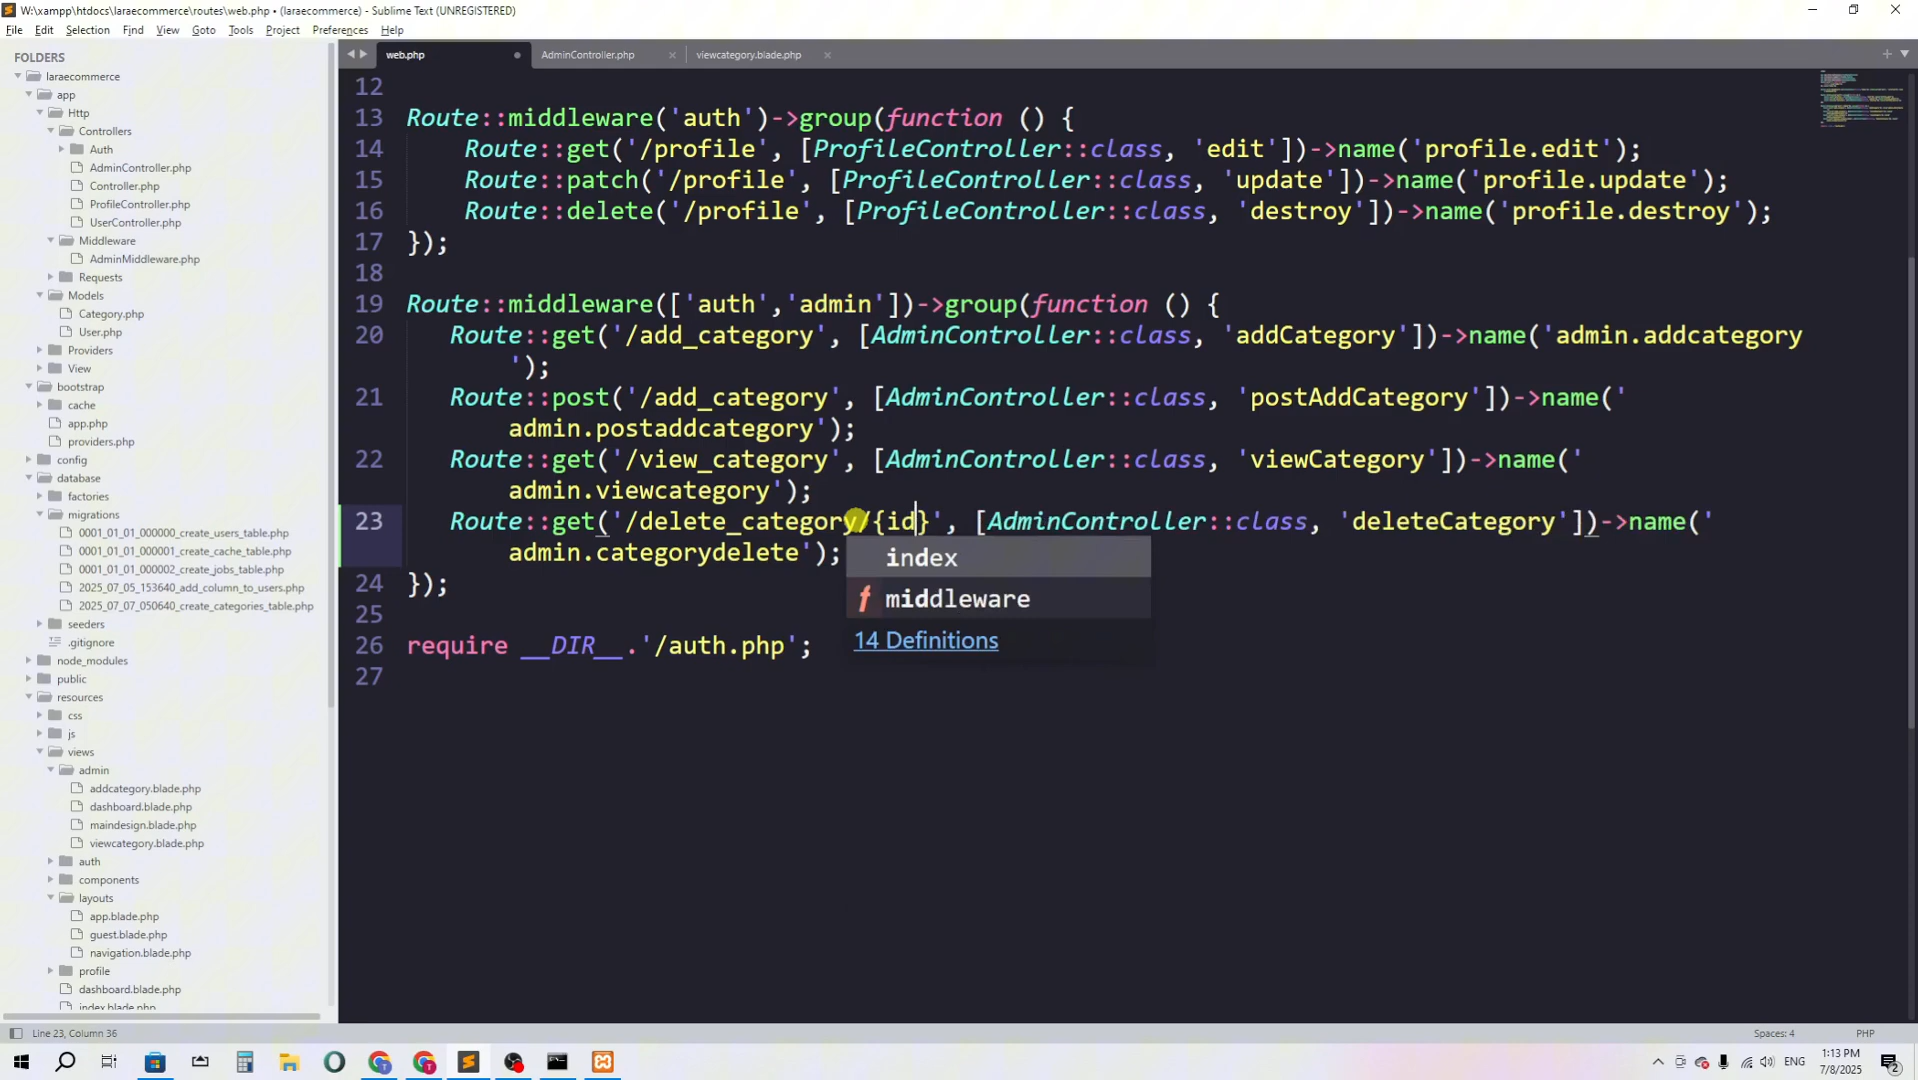 W:\xampp\htdocs\laraecommerce\routes\web.php • (laraecommerce) - Sublime Text (UNREGISTERED)
File Edit Selection Find View Goto Tools Project Preferences Help
FOLDERS
laraecommerce
app
Http
Controllers
Auth
AdminController.php
Controller.php
ProfileController.php
UserController.php
Middleware
AdminMiddleware.php
Requests
Models
Category.php
User.php
Providers
View
bootstrap
cache
app.php
providers.php
config
database
factories
migrations
0001_01_01_000000_create_users_table.php
0001_01_01_000001_create_cache_table.php
0001_01_01_000002_create_jobs_table.php
2025_07_05_153640_add_column_to_users.php
2025_07_07_050640_create_categories_table.php
seeders
.gitignore
node_modules
public
resources
css
js
views
admin
addcategory.blade.php
dashboard.blade.php
maindesign.blade.php
viewcategory.blade.php
auth
components
layouts
app.blade.php
guest.blade.php
navigation.blade.php
profile
dashboard.blade.php
index.blade.php
web.php AdminController.php viewcategory.blade.php
12
13 Route::middleware('auth')->group(function () {
14 Route::get('/profile', [ProfileController::class, 'edit'])->name('profile.edit');
15 Route::patch('/profile', [ProfileController::class, 'update'])->name('profile.update');
16 Route::delete('/profile', [ProfileController::class, 'destroy'])->name('profile.destroy');
17 });
18
19 Route::middleware(['auth','admin'])->group(function () {
20 Route::get('/add_category', [AdminController::class, 'addCategory'])->name('admin.addcategory
');
21 Route::post('/add_category', [AdminController::class, 'postAddCategory'])->name('
admin.postaddcategory');
22 Route::get('/view_category', [AdminController::class, 'viewCategory'])->name('
admin.viewcategory');
23 Route::get('/delete_category/{id}', [AdminController::class, 'deleteCategory'])->name('
admin.categorydelete');
index
24 });
f middleware
25
14 Definitions
26 require __DIR__.'/auth.php';
27
Line 23, Column 36 Spaces: 4 PHP
ENG 1:13 PM
7/8/2025
2